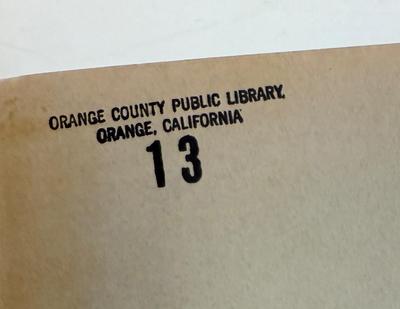 ORANGE COUNTY PUBLIC LIBRARY.
ORANGE, CALIFORNIA
13